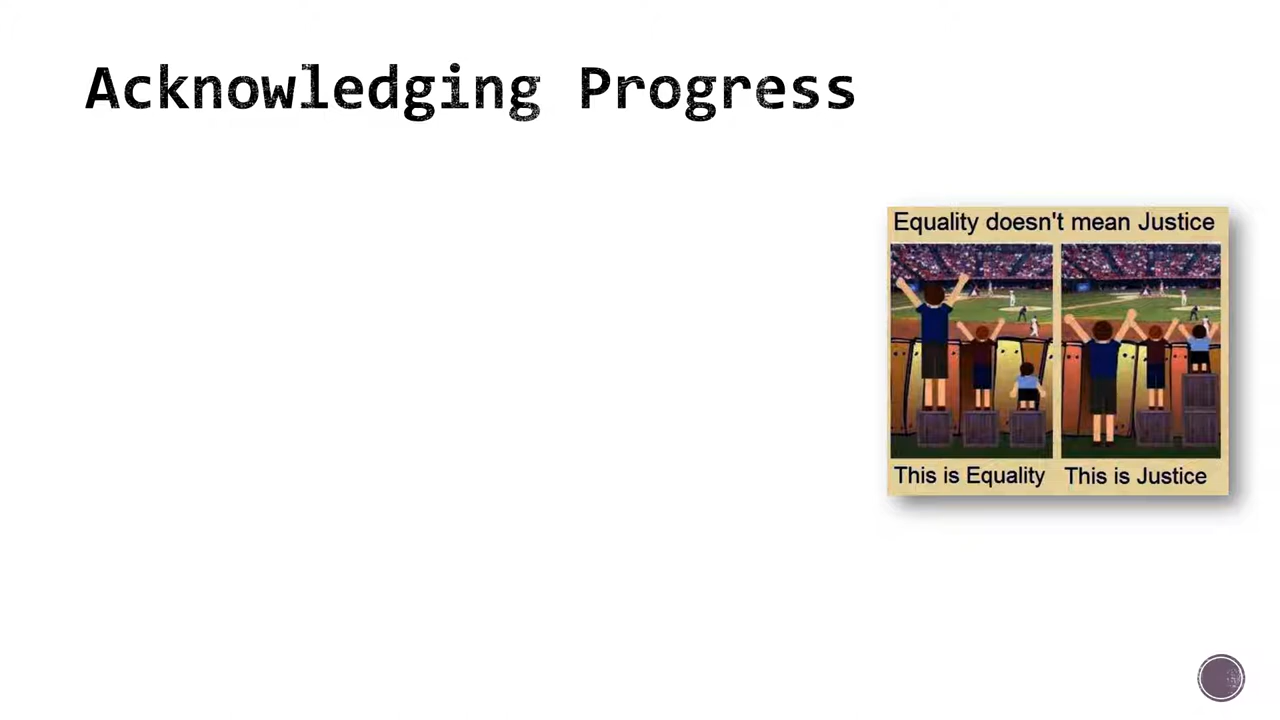 Acknowledging Progress
Equality doesn't mean Justice
This is Equality
This is Justice